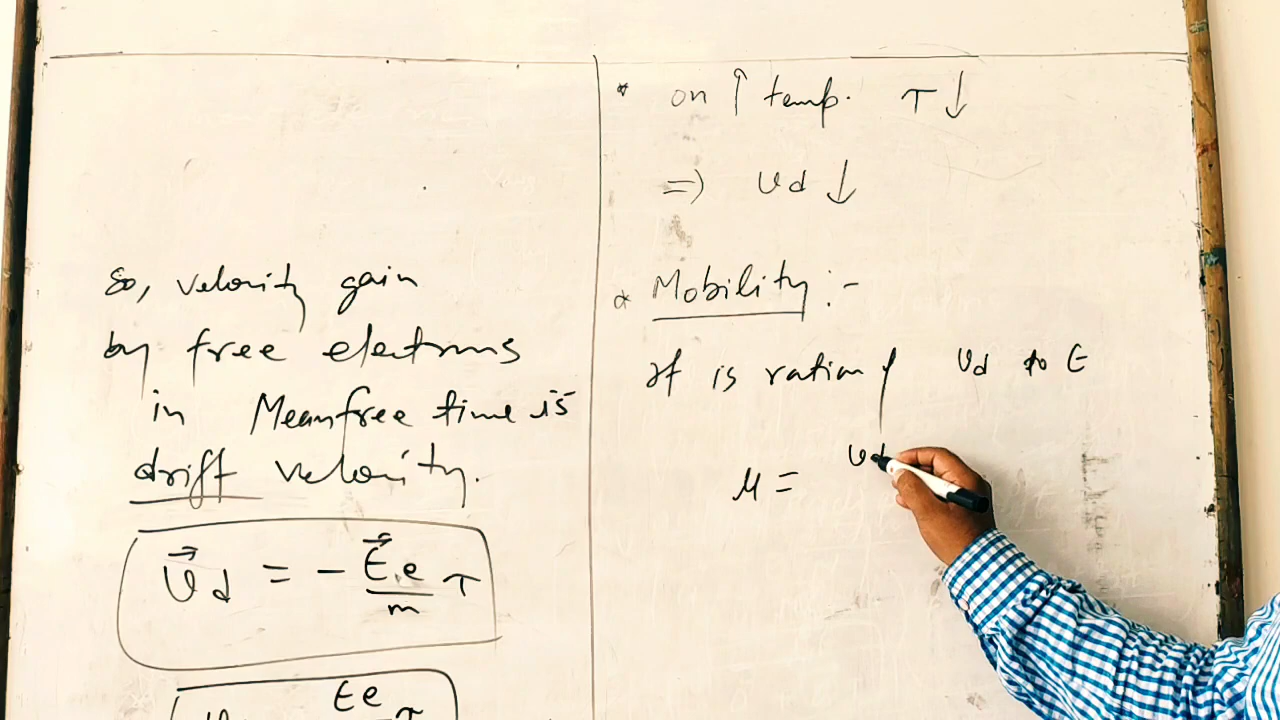 So, velocity gain
by free electrons
in Meanfree time is
drift velocity.
v⃗d = - E⃗.e/m τ
Ee τ
* on ↑ temp. τ ↓
=> vd ↓
* Mobility :-
It is ration of vd to E
μ = vd